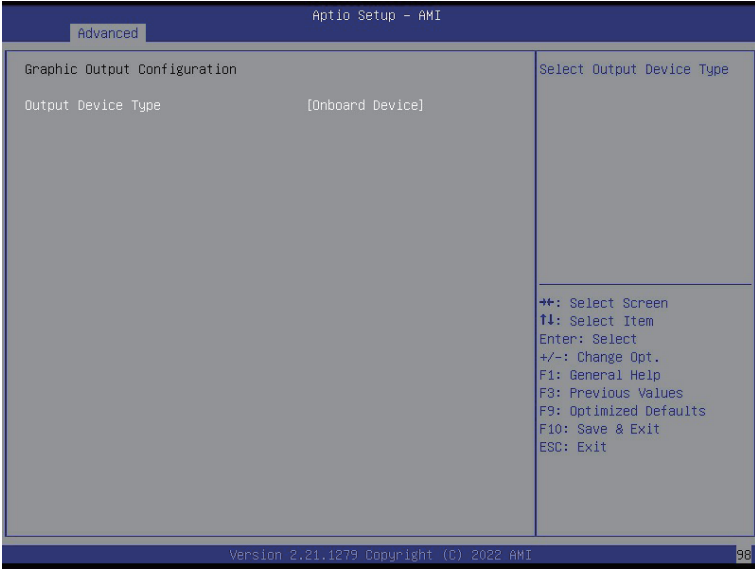 Aptio Setup – AMI
Advanced
Graphic Output Configuration
Output Device Type [Onboard Device]
Select Output Device Type
→←: Select Screen
↑↓: Select Item
Enter: Select
+/-: Change Opt.
F1: General Help
F3: Previous Values
F9: Optimized Defaults
F10: Save & Exit
ESC: Exit
Version 2.21.1279 Copyright (C) 2022 AMI
98